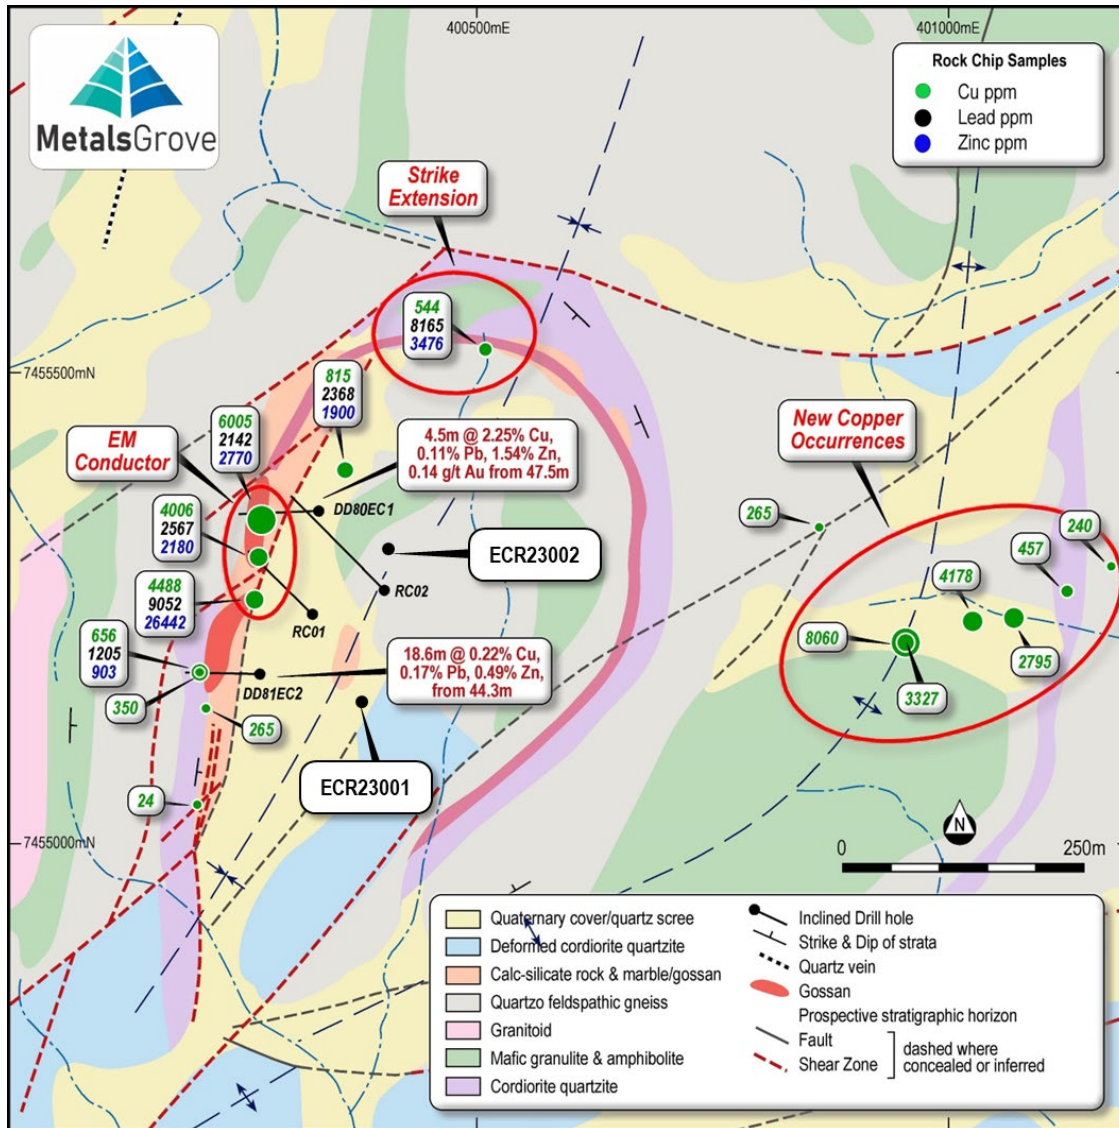 400500mE
401000mE
MetalsGrove
Rock Chip Samples
Cu ppm
Lead ppm
Zinc ppm
Strike
Extension
544
8165
3476
7455500mN
815
2368
1900
6005
2142
2770
EM
Conductor
4.5m @ 2.25% Cu,
0.11% Pb, 1.54% Zn,
0.14 g/t Au from 47.5m
New Copper
Occurrences
DD80EC1
4006
2567
2180
ECR23002
265
240
457
4178
4488
9052
26442
RC02
RC01
8060
2795
3327
656
1205
903
18.6m @ 0.22% Cu,
0.17% Pb, 0.49% Zn,
from 44.3m
DD81EC2
350
265
ECR23001
24
7455000mN
N
0
250m
Quaternary cover/quartz scree
Deformed cordiorite quartzite
Calc-silicate rock & marble/gossan
Quartzo feldspathic gneiss
Granitoid
Mafic granulite & amphibolite
Cordiorite quartzite
Inclined Drill hole
Strike & Dip of strata
Quartz vein
Gossan
Prospective stratigraphic horizon
Fault
Shear Zone
dashed where
concealed or inferred